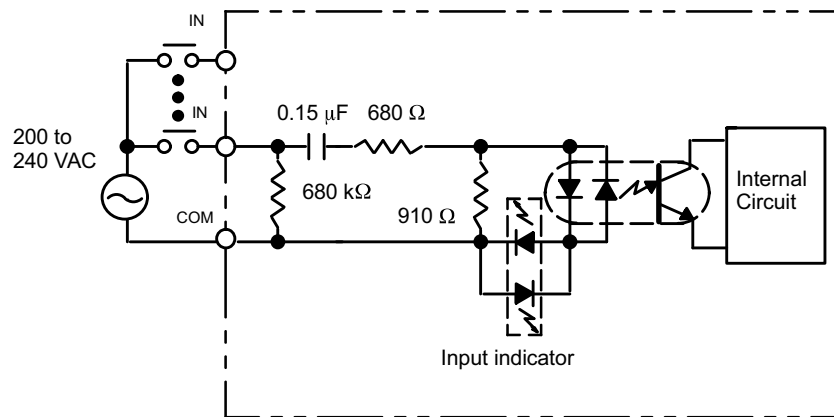 IN
IN
0.15 μF
680 Ω
200 to
240 VAC
680 kΩ
910 Ω
COM
Internal
Circuit
Input indicator